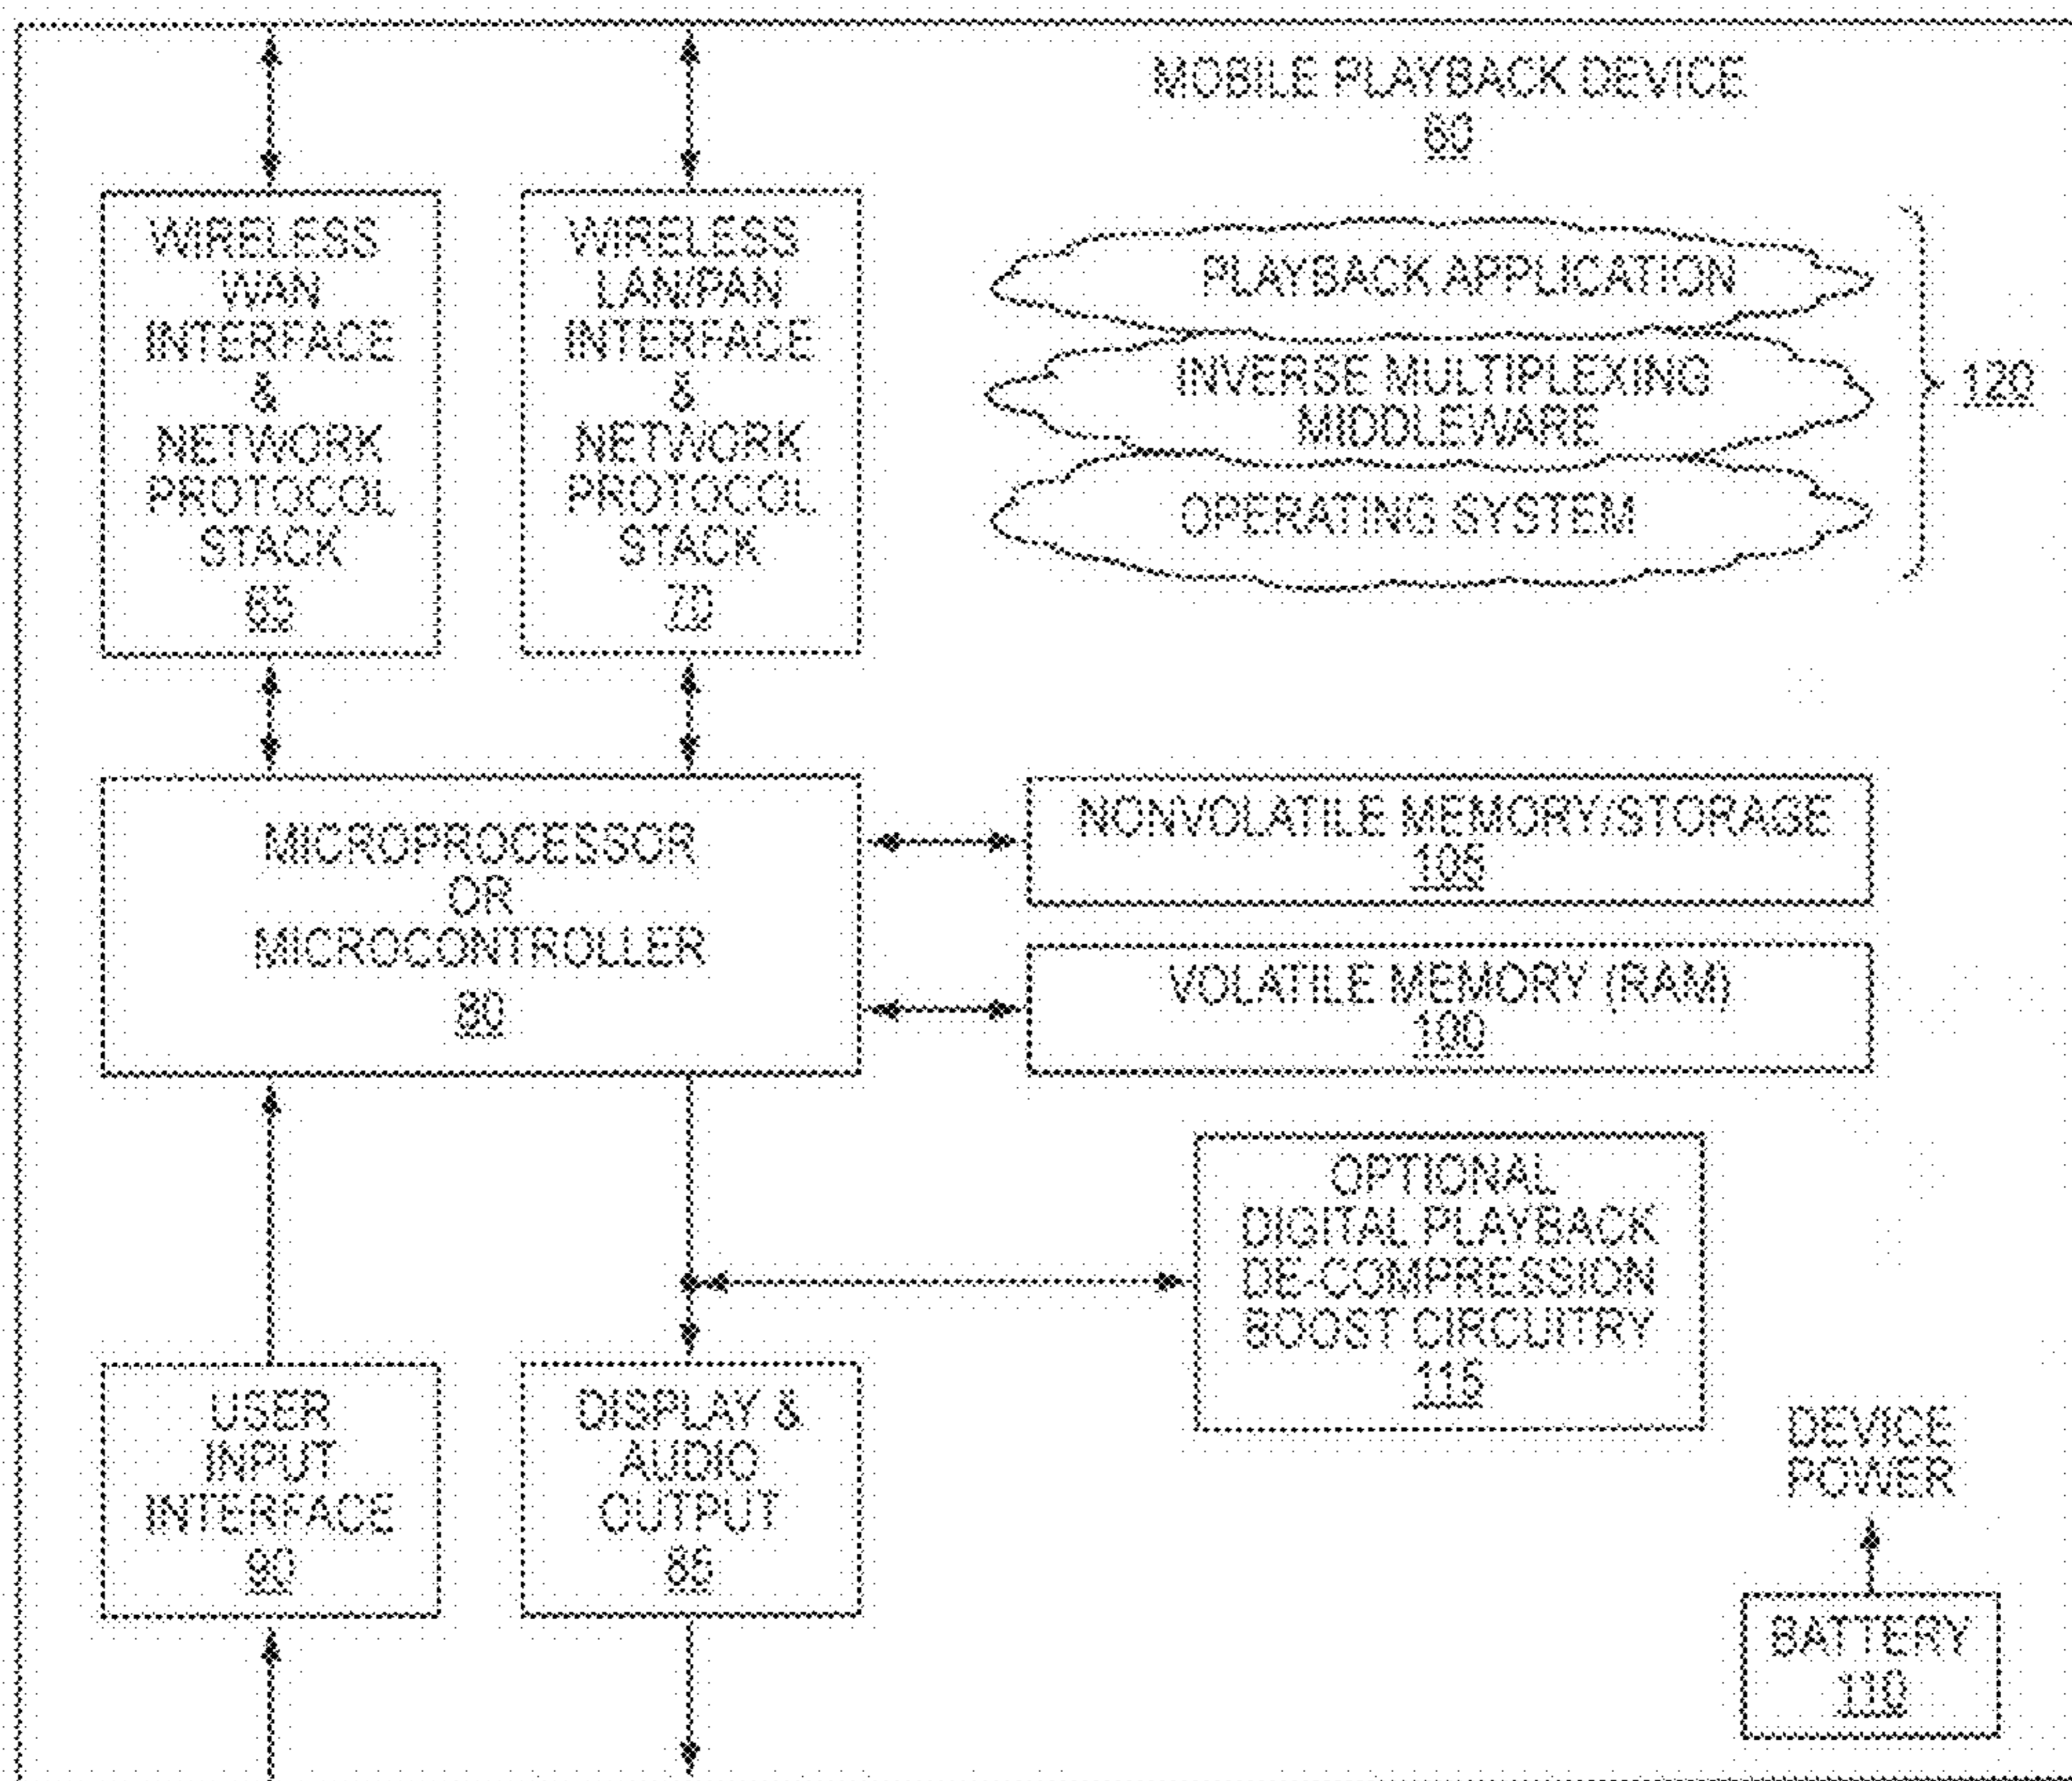 MOBILE PLAYBACK DEVICE
60
WIRELESS
WAN
INTERFACE
&
NETWORK
PROTOCOL
STACK
65
WIRELESS
LAN/PAN
INTERFACE
&
NETWORK
PROTOCOL
STACK
70
PLAYBACK APPLICATION
INVERSE MULTIPLEXING
MIDDLEWARE
OPERATING SYSTEM
120
MICROPROCESSOR
OR
MICROCONTROLLER
80
NONVOLATILE MEMORY/STORAGE
105
VOLATILE MEMORY (RAM)
100
OPTIONAL
DIGITAL PLAYBACK
DE-COMPRESSION
BOOST CIRCUITRY
115
USER
INPUT
INTERFACE
90
DISPLAY &
AUDIO
OUTPUT
85
DEVICE
POWER
BATTERY
110